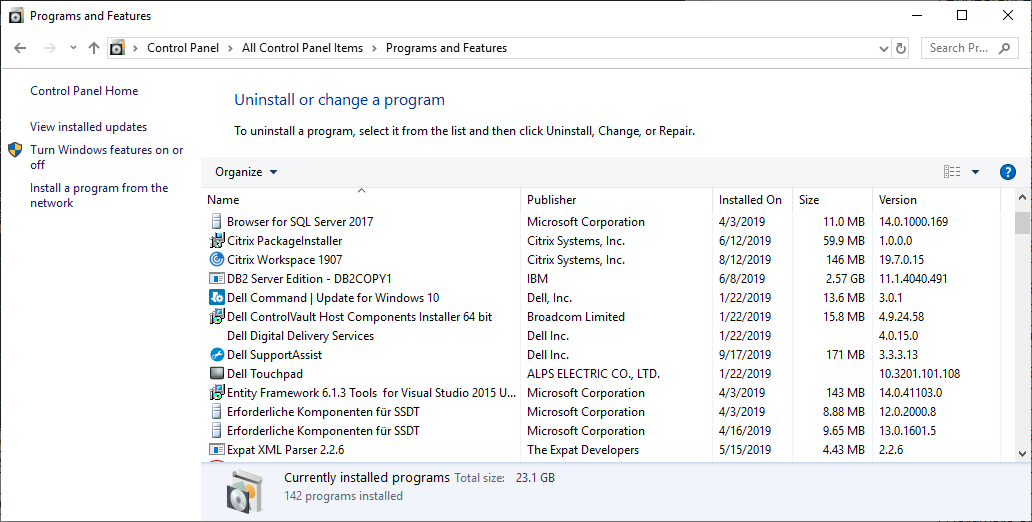 Programs and Features
Control Panel > All Control Panel Items > Programs and Features
Search Pr...
Control Panel Home
View installed updates
Turn Windows features on or
off
Install a program from the
network
Uninstall or change a program
To uninstall a program, select it from the list and then click Uninstall, Change, or Repair.
Organize
Name Publisher Installed On Size Version
Browser for SQL Server 2017 Microsoft Corporation 4/3/2019 11.0 MB 14.0.1000.169
Citrix PackageInstaller Citrix Systems, Inc. 6/12/2019 59.9 MB 1.0.0.0
Citrix Workspace 1907 Citrix Systems, Inc. 8/12/2019 146 MB 19.7.0.15
DB2 Server Edition - DB2COPY1 IBM 6/8/2019 2.57 GB 11.1.4040.491
Dell Command | Update for Windows 10 Dell, Inc. 1/22/2019 13.6 MB 3.0.1
Dell ControlVault Host Components Installer 64 bit Broadcom Limited 1/22/2019 15.8 MB 4.9.24.58
Dell Digital Delivery Services Dell Inc. 1/22/2019 4.0.15.0
Dell SupportAssist Dell Inc. 9/17/2019 171 MB 3.3.3.13
Dell Touchpad ALPS ELECTRIC CO., LTD. 1/22/2019 10.3201.101.108
Entity Framework 6.1.3 Tools for Visual Studio 2015 U... Microsoft Corporation 4/3/2019 143 MB 14.0.41103.0
Erforderliche Komponenten für SSDT Microsoft Corporation 4/3/2019 8.88 MB 12.0.2000.8
Erforderliche Komponenten für SSDT Microsoft Corporation 4/16/2019 9.65 MB 13.0.1601.5
Expat XML Parser 2.2.6 The Expat Developers 5/15/2019 4.43 MB 2.2.6
Currently installed programs Total size: 23.1 GB
142 programs installed